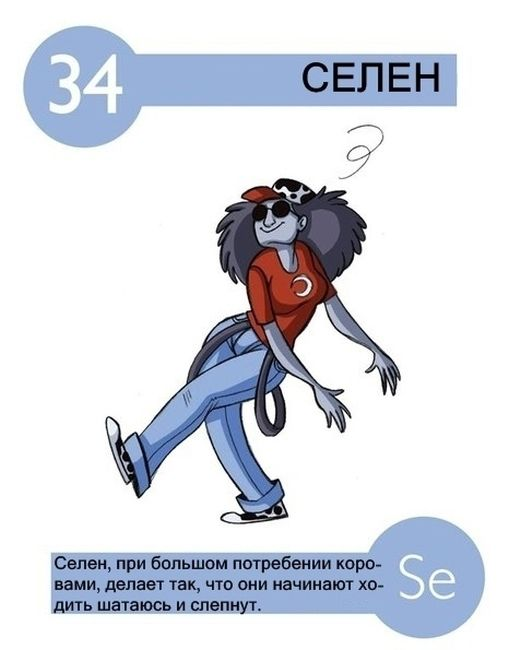 34
СЕЛЕН
Селен, при большом потребении коро-
вами, делает так, что они начинают хо-
дить шатаюсь и слепнут.
Se